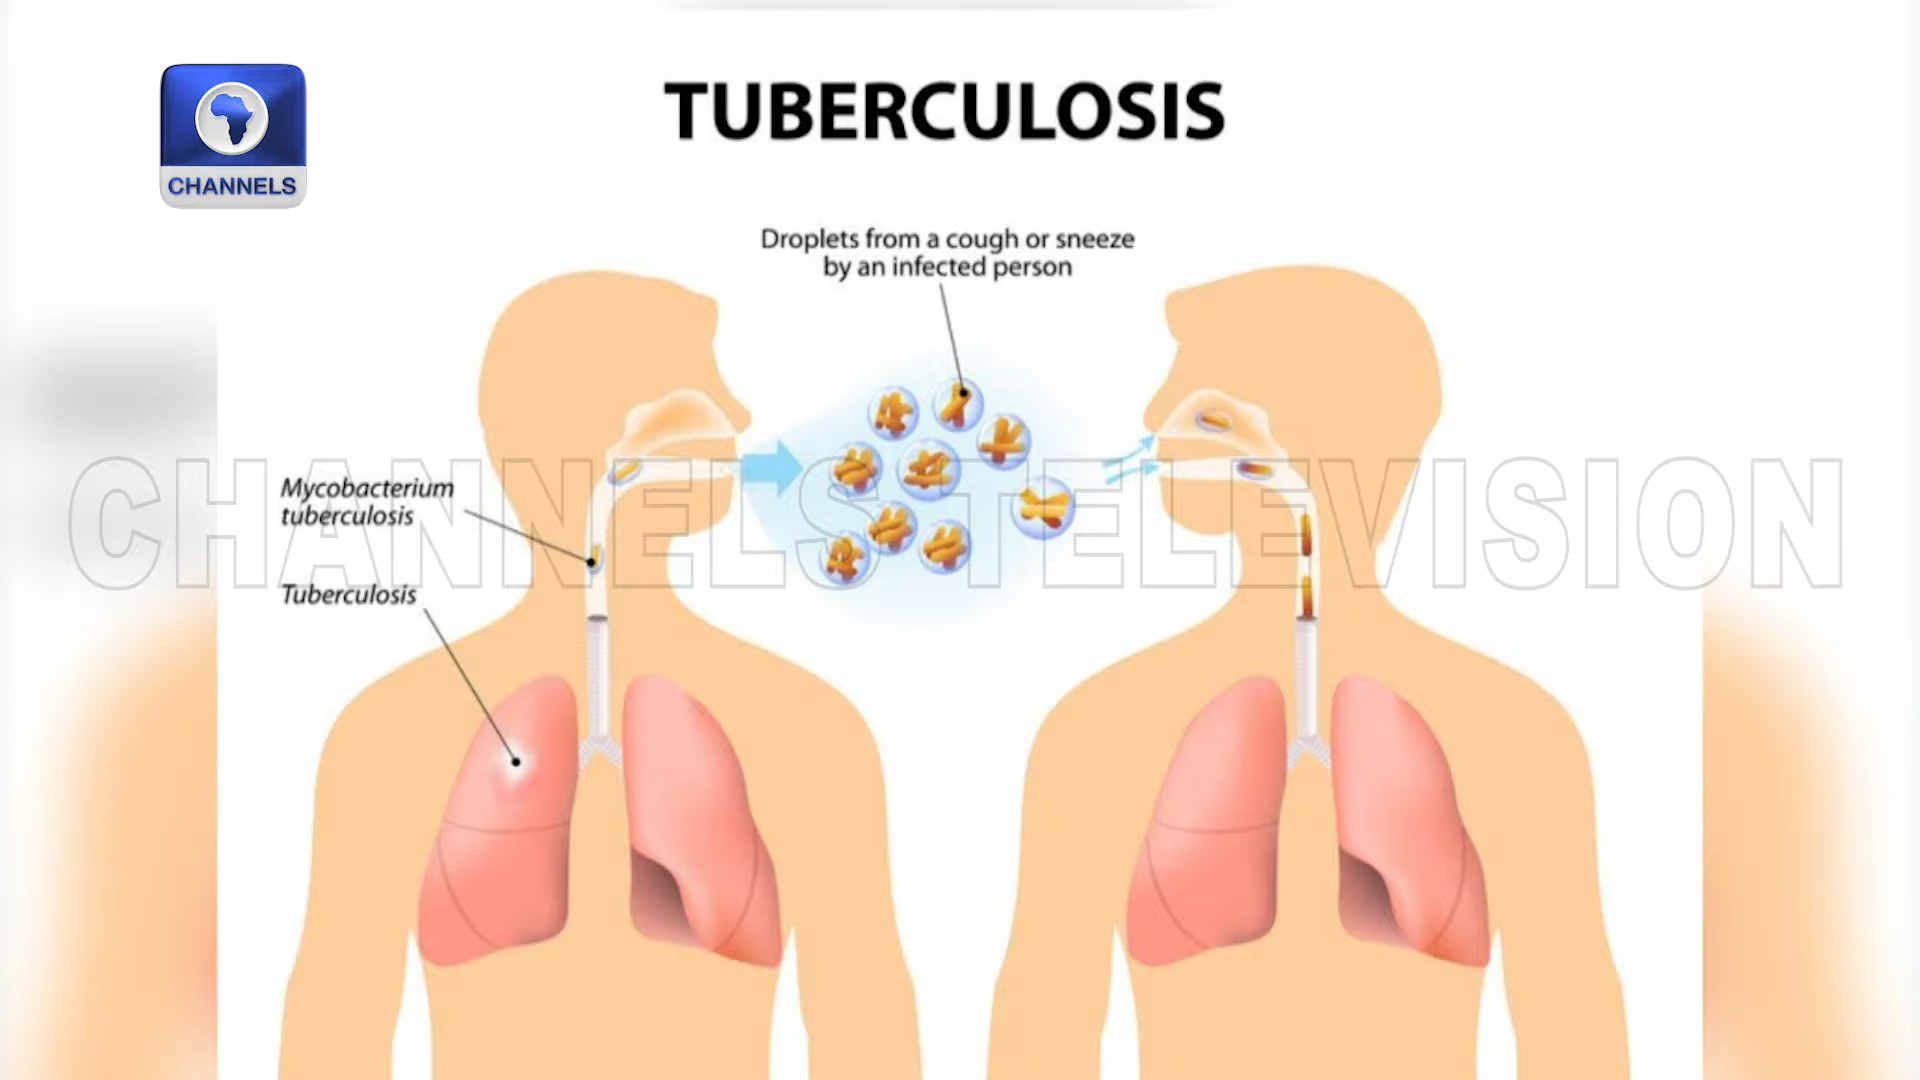 TUBERCULOSIS
CHANNELS
Droplets from a cough or sneeze
by an infected person
Mycobacterium
tuberculosis
CHANNELS TELEVISION
Tuberculosis